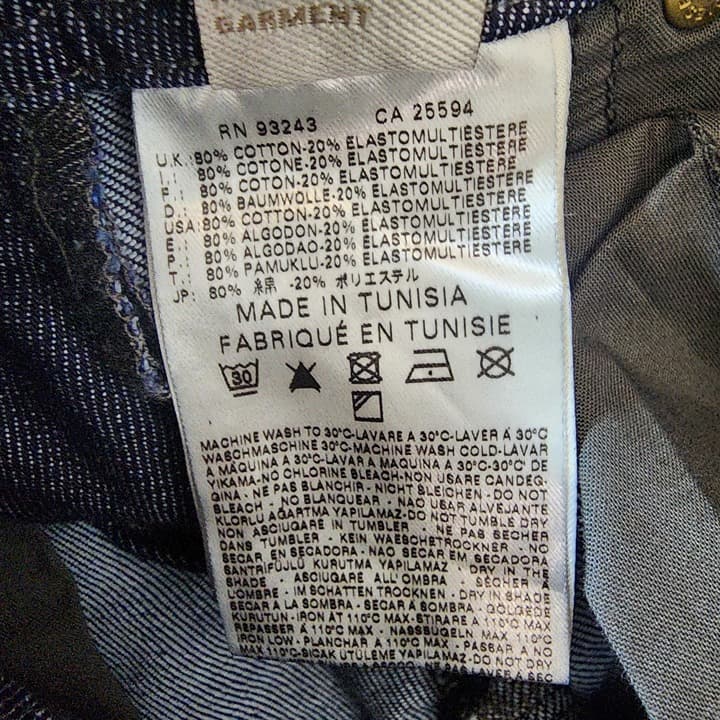 GARMENT
RN 93243 CA 25594
U.K.: 80% COTTON-20% ELASTOMULTIESTERE
I.: 80% COTONE-20% ELASTOMULTIESTERE
F.: 80% COTON-20% ELASTOMULTIESTERE
D.: 80% BAUMWOLLE-20% ELASTOMULTIESTERE
USA: 80% COTTON-20% ELASTOMULTIESTERE
E.: 80% ALGODON-20% ELASTOMULTIESTERE
P.: 80% ALGODAO-20% ELASTOMULTIESTERE
T.: 80% PAMUKLU-20% ELASTOMULTIESTERE
JP: 80% 綿 -20% ポリエステル
MADE IN TUNISIA
FABRIQUÉ EN TUNISIE
30
MACHINE WASH TO 30°C-LAVARE A 30°C-LAVER Á 30°C
WASCHMASCHINE 30°C-MACHINE WASH COLD-LAVAR
A MÁQUINA A 30°C-LAVAR A MAQUINA A 30°C-30°C' DE
YIKAMA-NO CHLORINE BLEACH-NON USARE CANDEG-
GINA - NE PAS BLANCHIR - NICHT BLEICHEN - DO NOT
BLEACH - NO BLANQUEAR - NAO USAR ALVEJANTE
KLORLU AGARTMA YAPILAMAZ-DO NOT TUMBLE DRY
NON ASCIUGARE IN TUMBLER - NE PAS SÉCHER
DANS TUMBLER - KEIN WAESCHETROCKNER - NO
SECAR EN SECADORA - NAO SECAR EM SECADORA
SANTRIFÜJLÜ KURUTMA YAPILAMAZ - DRY IN THE
SHADE - ASCIUGARE ALL'OMBRA - SÉCHER Á
L'OMBRE - IM SCHATTEN TROCKNEN - DRY IN SHADE
SECAR A LA SOMBRA - SECAR Á SOMBRA - GÖLGEDE
KURUTUN-IRON AT 110°C MAX-STIRARE A 110°C MAX
REPASSER Á 110°C MAX - NASSBÜGELN MAX 110°C
IRON LOW - PLANCHAR Á 110°C MAX - PASSAR A NO
MAX 110°C-SICAK ÜTÜLEME YAPILAMAZ-DO NOT DRY